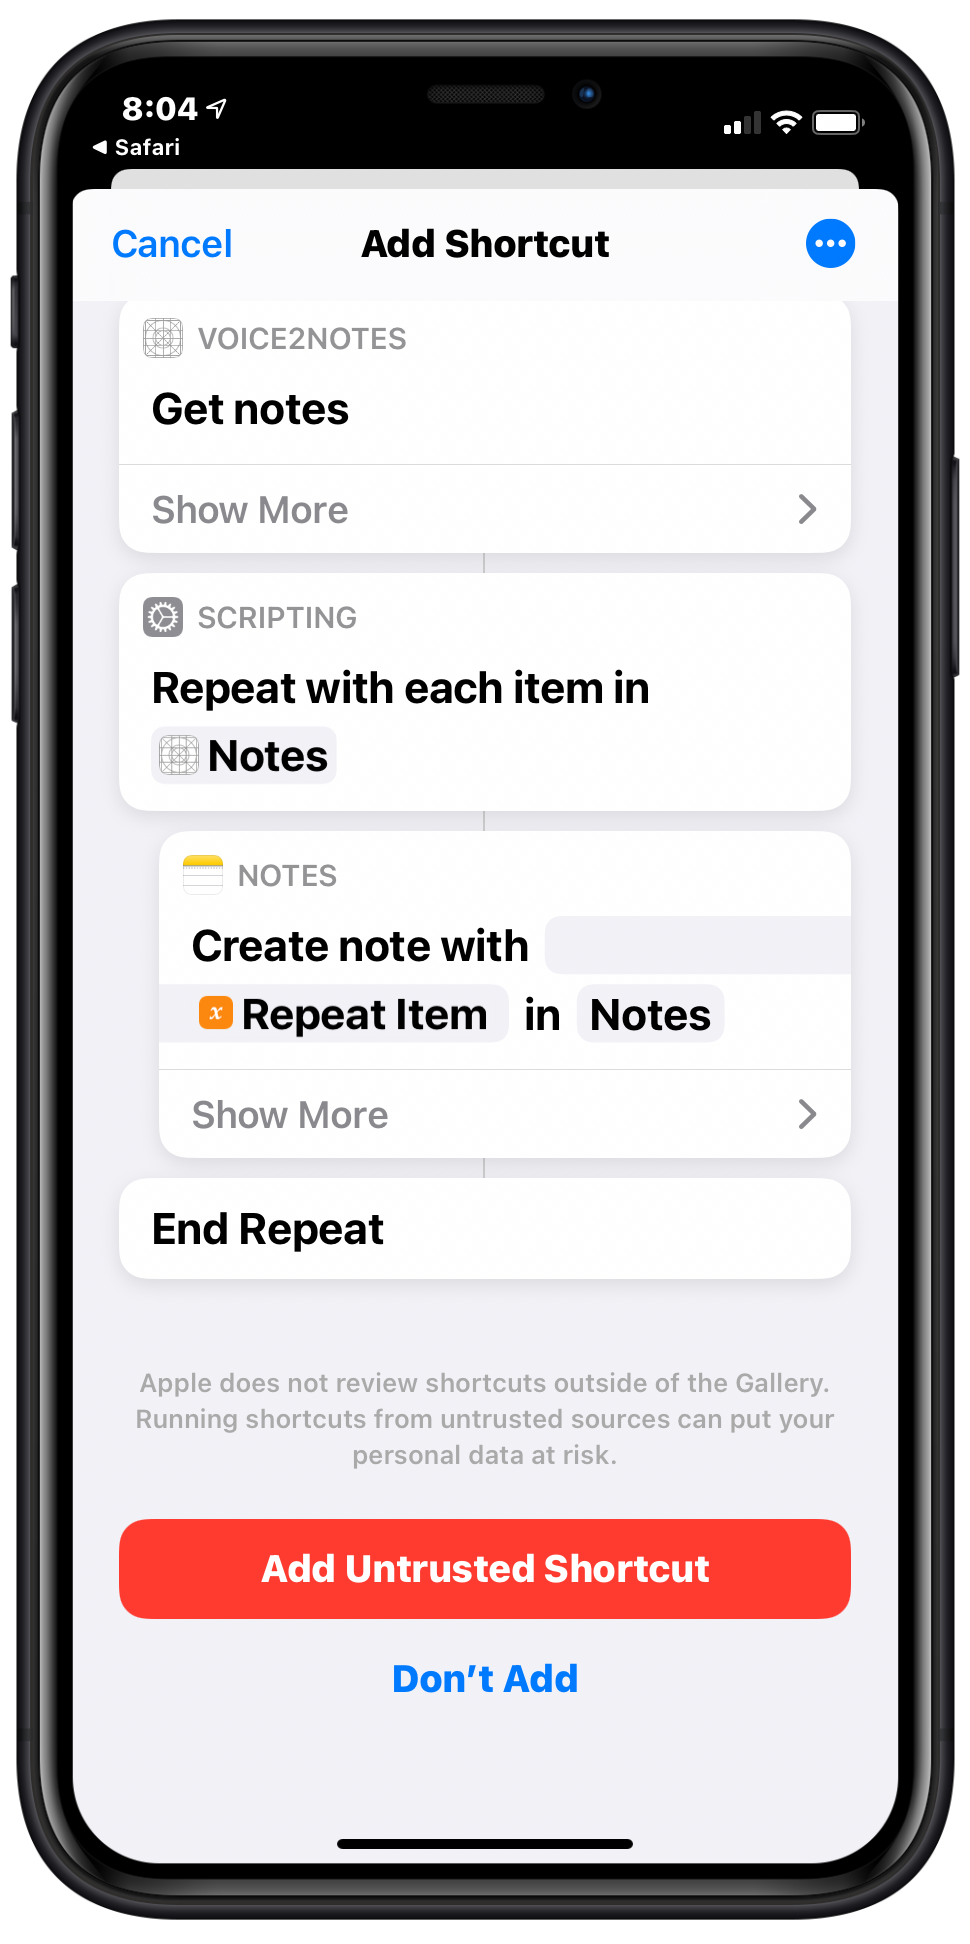 8:04
Safari
Cancel
Add Shortcut
VOICE2NOTES
Get notes
Show More
SCRIPTING
Repeat with each item in
Notes
NOTES
Create note with
x Repeat Item in Notes
Show More
End Repeat
Apple does not review shortcuts outside of the Gallery.
Running shortcuts from untrusted sources can put your
personal data at risk.
Add Untrusted Shortcut
Don’t Add